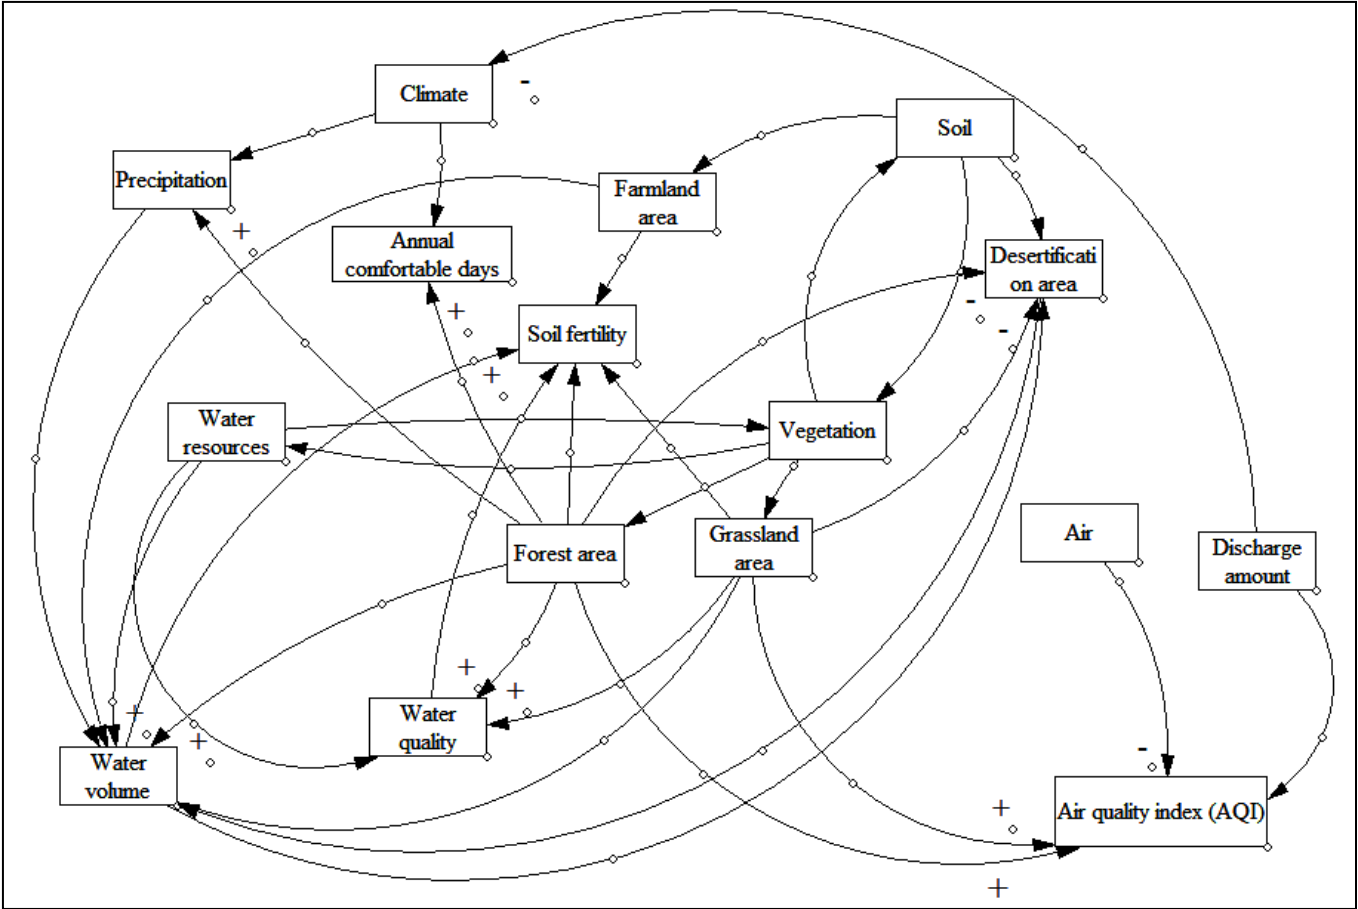 Climate
-
Soil
Precipitation
Farmland
area
+
Annual
comfortable days
Desertificati
on area
-
+
Soil fertility
-
+
Water
resources
Vegetation
Forest area
Grassland
area
Air
Discharge
amount
+
+
+
+
Water
quality
Water
volume
-
+
Air quality index (AQI)
+